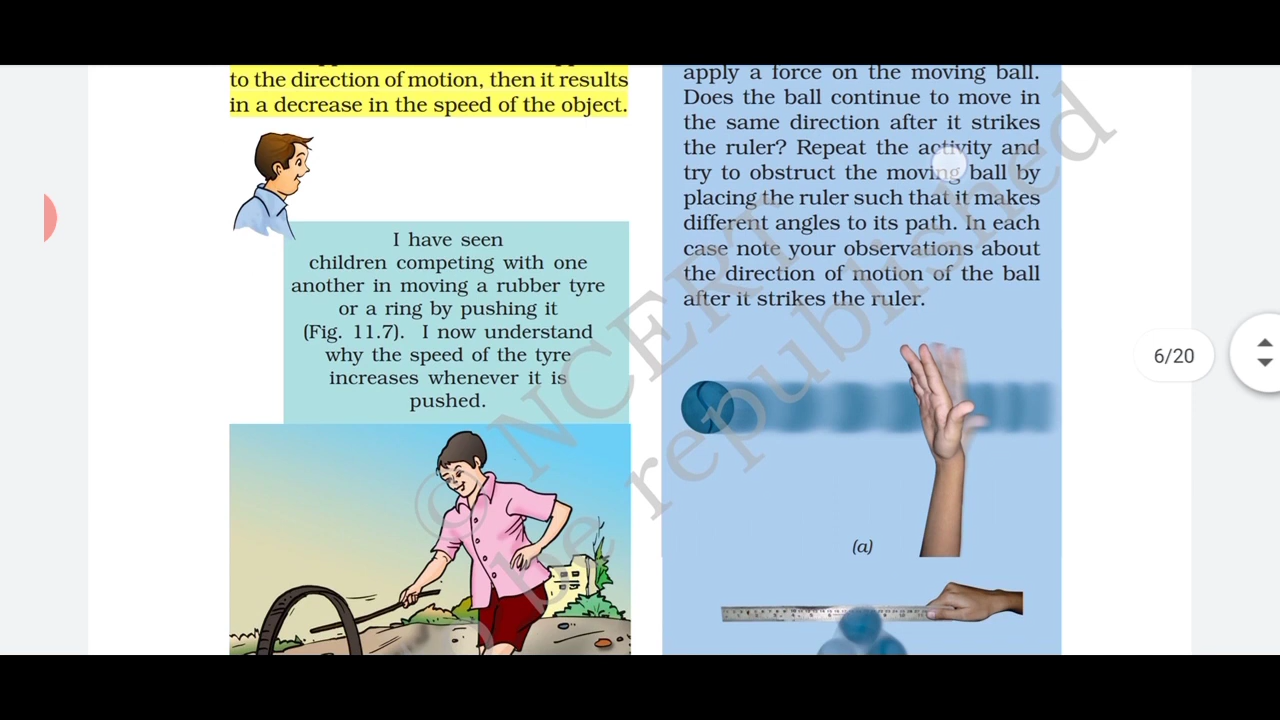 to the direction of motion, then it results
in a decrease in the speed of the object.
I have seen
children competing with one
another in moving a rubber tyre
or a ring by pushing it
(Fig. 11.7). I now understand
why the speed of the tyre
increases whenever it is
pushed.
apply a force on the moving ball.
Does the ball continue to move in
the same direction after it strikes
the ruler? Repeat the activity and
try to obstruct the moving ball by
placing the ruler such that it makes
different angles to its path. In each
case note your observations about
the direction of motion of the ball
after it strikes the ruler.
(a)
6/20
© NCERT
be republished